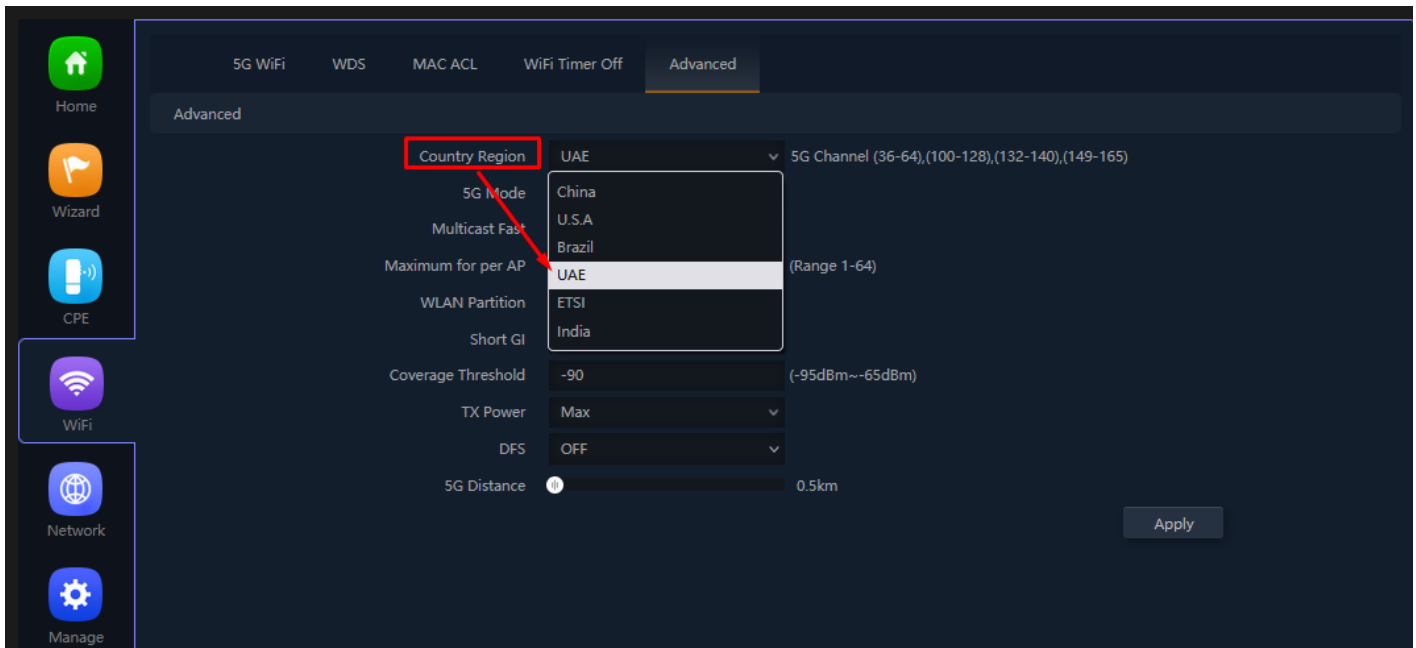 Home
Wizard
CPE
WiFi
Network
Manage
5G WiFi WDS MAC ACL WiFi Timer Off Advanced
Advanced
Country Region UAE 5G Channel (36-64),(100-128),(132-140),(149-165)
5G Mode China
U.S.A
Multicast Fast
Brazil
Maximum for per AP UAE (Range 1-64)
WLAN Partition ETSI
Short GI India
Coverage Threshold -90 (-95dBm~-65dBm)
TX Power Max
DFS OFF
5G Distance 0.5km
Apply